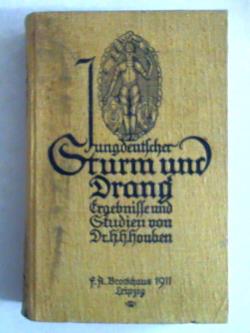 Jungdeutscher
Sturm und
Drang
Ergebnisse und
Studien von
Dr. H. H. Houben
F. A. Brockhaus 1911
Leipzig